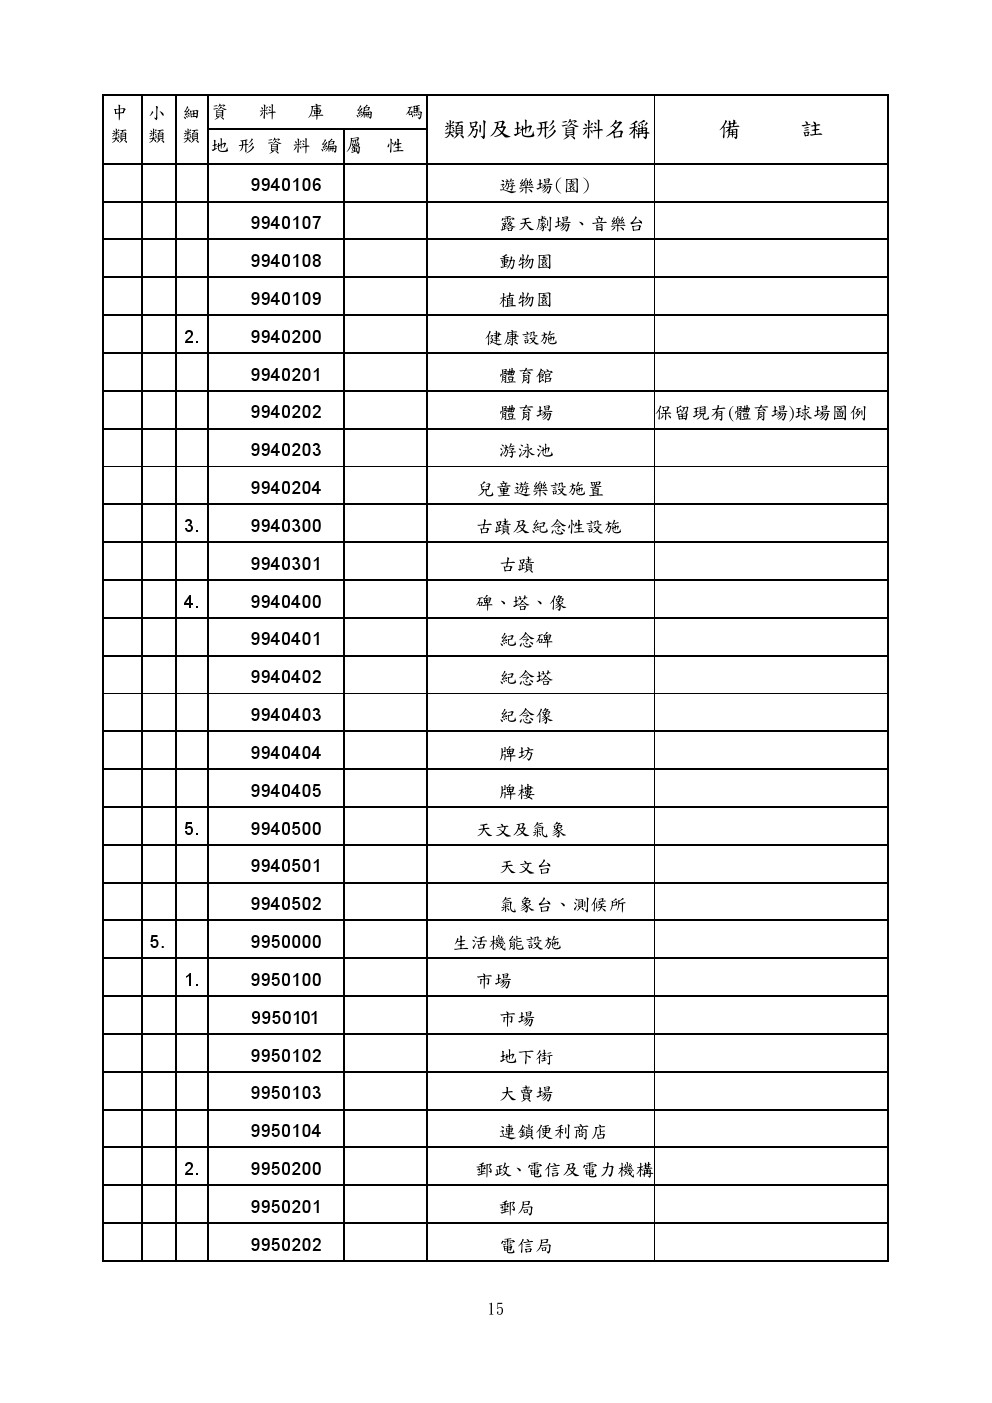 中類 小類 細類 資料庫編碼 類別及地形資料名稱 備註
地形資料編 屬性
9940106 遊樂場(園)
9940107 露天劇場、音樂台
9940108 動物園
9940109 植物園
2. 9940200 健康設施
9940201 體育館
9940202 體育場 保留現有(體育場)球場圖例
9940203 游泳池
9940204 兒童遊樂設施置
3. 9940300 古蹟及紀念性設施
9940301 古蹟
4. 9940400 碑、塔、像
9940401 紀念碑
9940402 紀念塔
9940403 紀念像
9940404 牌坊
9940405 牌樓
5. 9940500 天文及氣象
9940501 天文台
9940502 氣象台、測候所
5. 9950000 生活機能設施
1. 9950100 市場
9950101 市場
9950102 地下街
9950103 大賣場
9950104 連鎖便利商店
2. 9950200 郵政、電信及電力機構
9950201 郵局
9950202 電信局
15